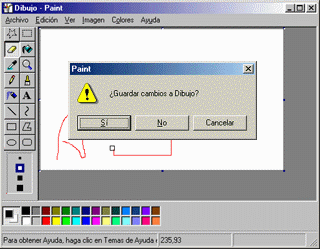 Dibujo - Paint
Archivo Edición Ver Imagen Colores Ayuda
Paint
¿Guardar cambios a Dibujo?
Sí No Cancelar
A
Para obtener Ayuda, haga clic en Temas de Ayuda 235,93